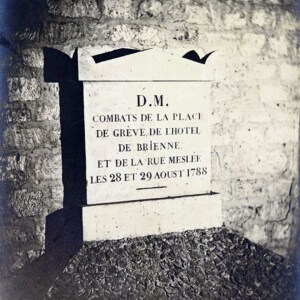 D.M.
COMBATS DE LA PLACE
DE GRÈVE, DE L'HOTEL
DE BRIENNE,
ET DE LA RUE MESLÉE
LES 28 ET 29 AOUST 1788